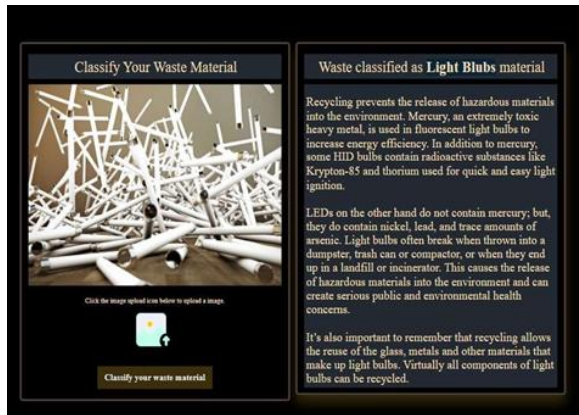 Classify Your Waste Material
Click the image upload icon below to upload a image.
Classify your waste material
Waste classified as Light Blubs material
Recycling prevents the release of hazardous materials
into the environment. Mercury, an extremely toxic
heavy metal, is used in fluorescent light bulbs to
increase energy efficiency. In addition to mercury,
some HID bulbs contain radioactive substances like
Krypton-85 and thorium used for quick and easy light
ignition.
LEDs on the other hand do not contain mercury; but,
they do contain nickel, lead, and trace amounts of
arsenic. Light bulbs often break when thrown into a
dumpster, trash can or compactor, or when they end
up in a landfill or incinerator. This causes the release
of hazardous materials into the environment and can
create serious public and environmental health
concerns.
It's also important to remember that recycling allows
the reuse of the glass, metals and other materials that
make up light bulbs. Virtually all components of light
bulbs can be recycled.